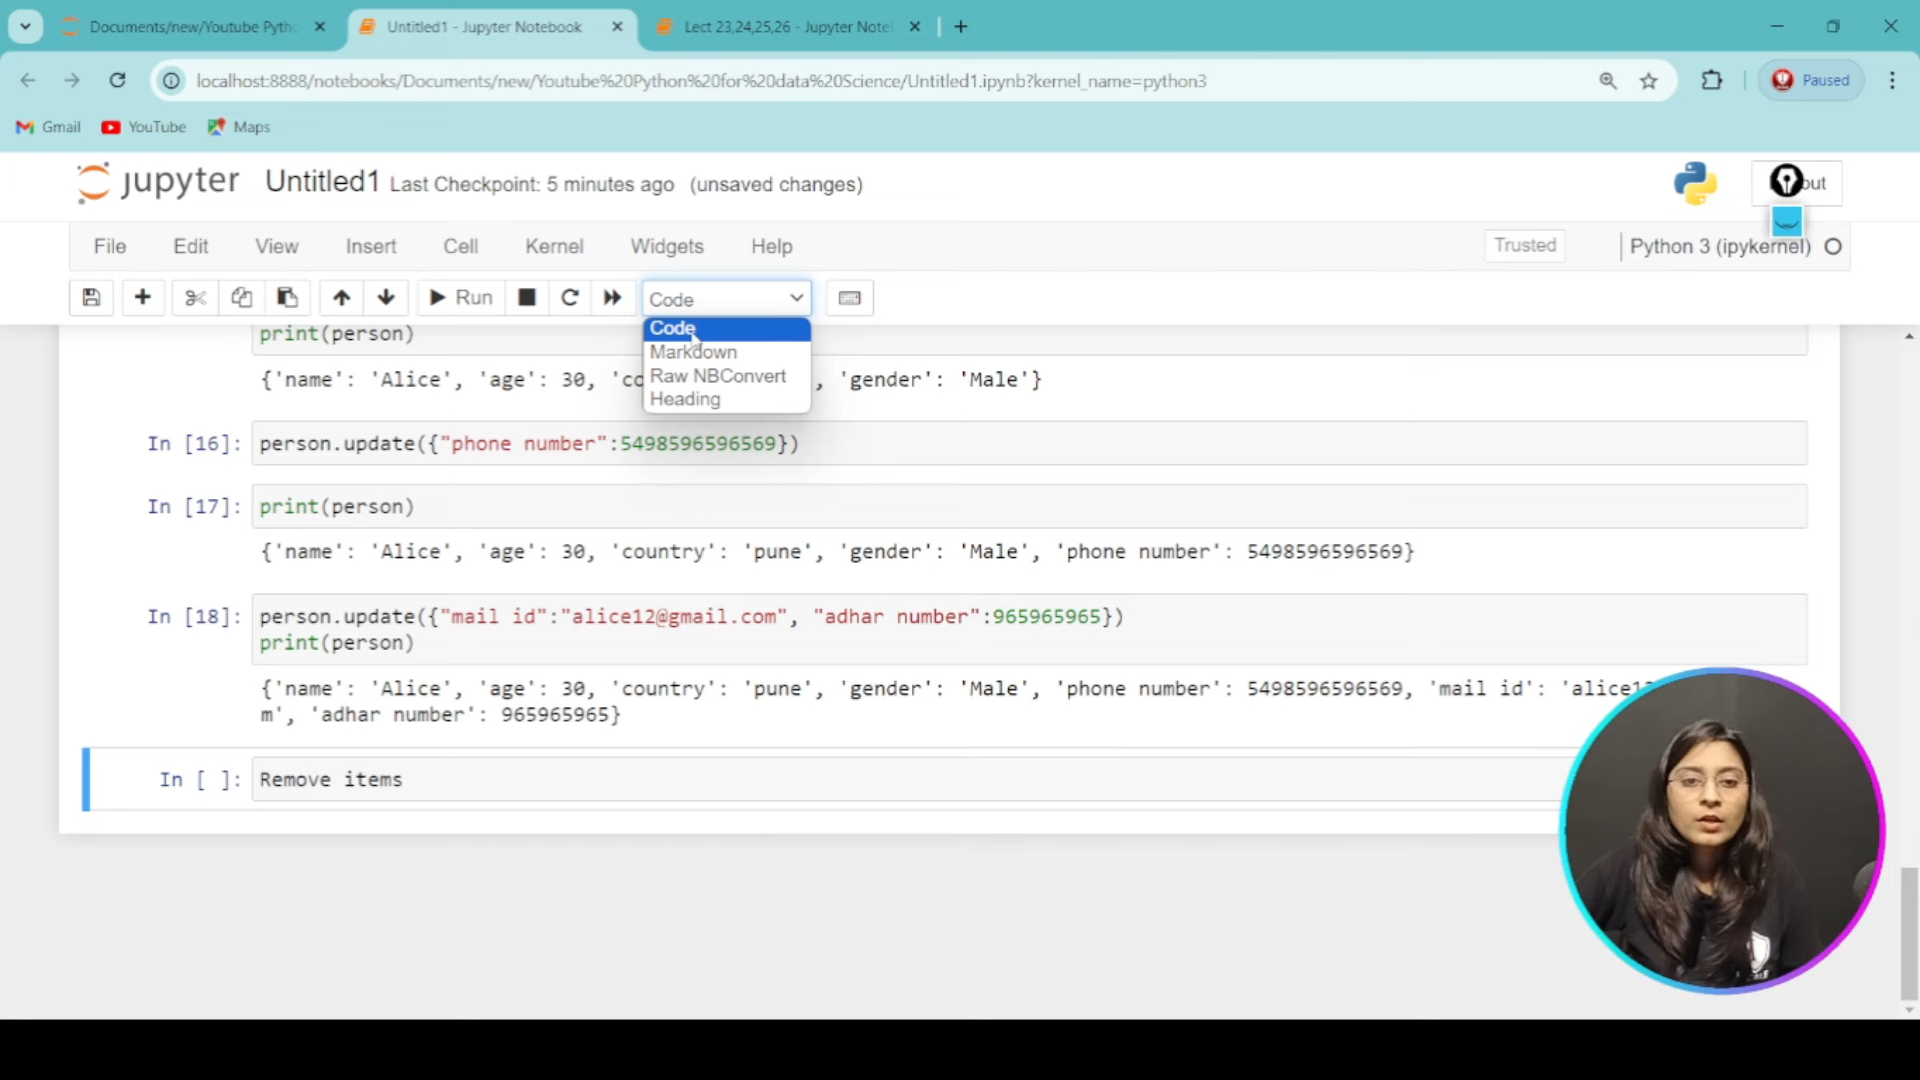 Documents/new/Youtube Pytho
Untitled1 - Jupyter Notebook
Lect 23,24,25,26 - Jupyter Note
localhost:8888/notebooks/Documents/new/Youtube%20Python%20for%20data%20Science/Untitled1.ipynb?kernel_name=python3
Paused
Gmail
YouTube
Maps
jupyter
Untitled1
Last Checkpoint: 5 minutes ago
(unsaved changes)
out
File
Edit
View
Insert
Cell
Kernel
Widgets
Help
Trusted
Python 3 (ipykernel)
Run
Code
Code
Markdown
Raw NBConvert
Heading
print(person)
{'name': 'Alice', 'age': 30, 'co , 'gender': 'Male'}
In [16]: person.update({"phone number":5498596596569})
In [17]: print(person)
{'name': 'Alice', 'age': 30, 'country': 'pune', 'gender': 'Male', 'phone number': 5498596596569}
In [18]: person.update({"mail id":"alice12@gmail.com", "adhar number":965965965})
print(person)
{'name': 'Alice', 'age': 30, 'country': 'pune', 'gender': 'Male', 'phone number': 5498596596569, 'mail id': 'alice1
m', 'adhar number': 965965965}
In [ ]: Remove items